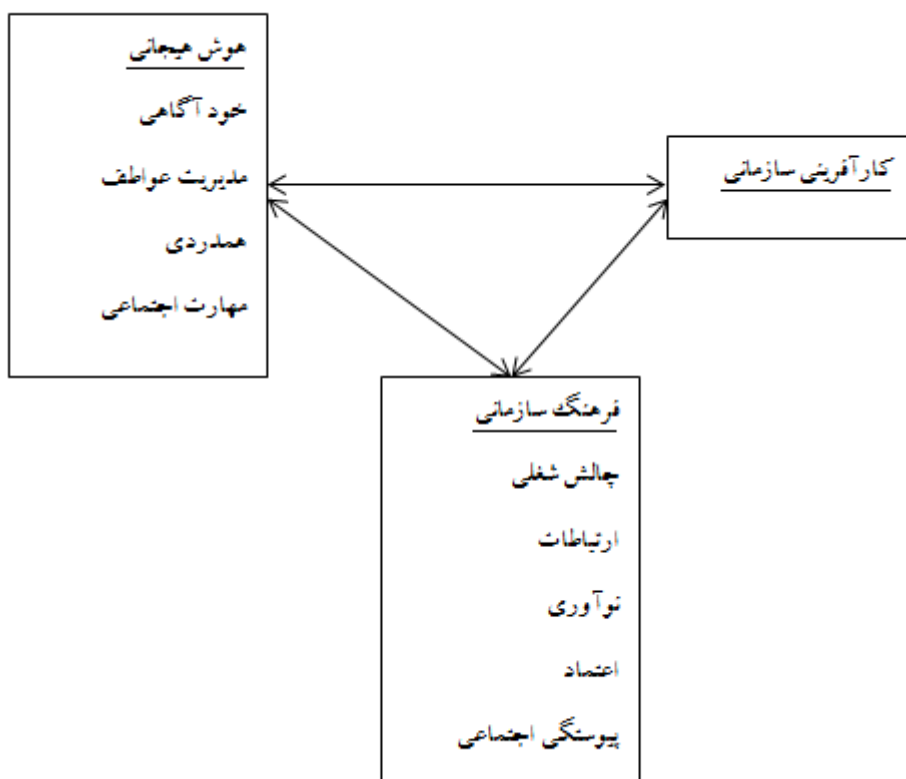 هوش هیجانی
خود آگاهی
مدیریت عواطف
همدردی
مهارت اجتماعی
کارآفرینی سازمانی
فرهنگ سازمانی
چالش شغلی
ارتباطات
نوآوری
اعتماد
پیوستگی اجتماعی